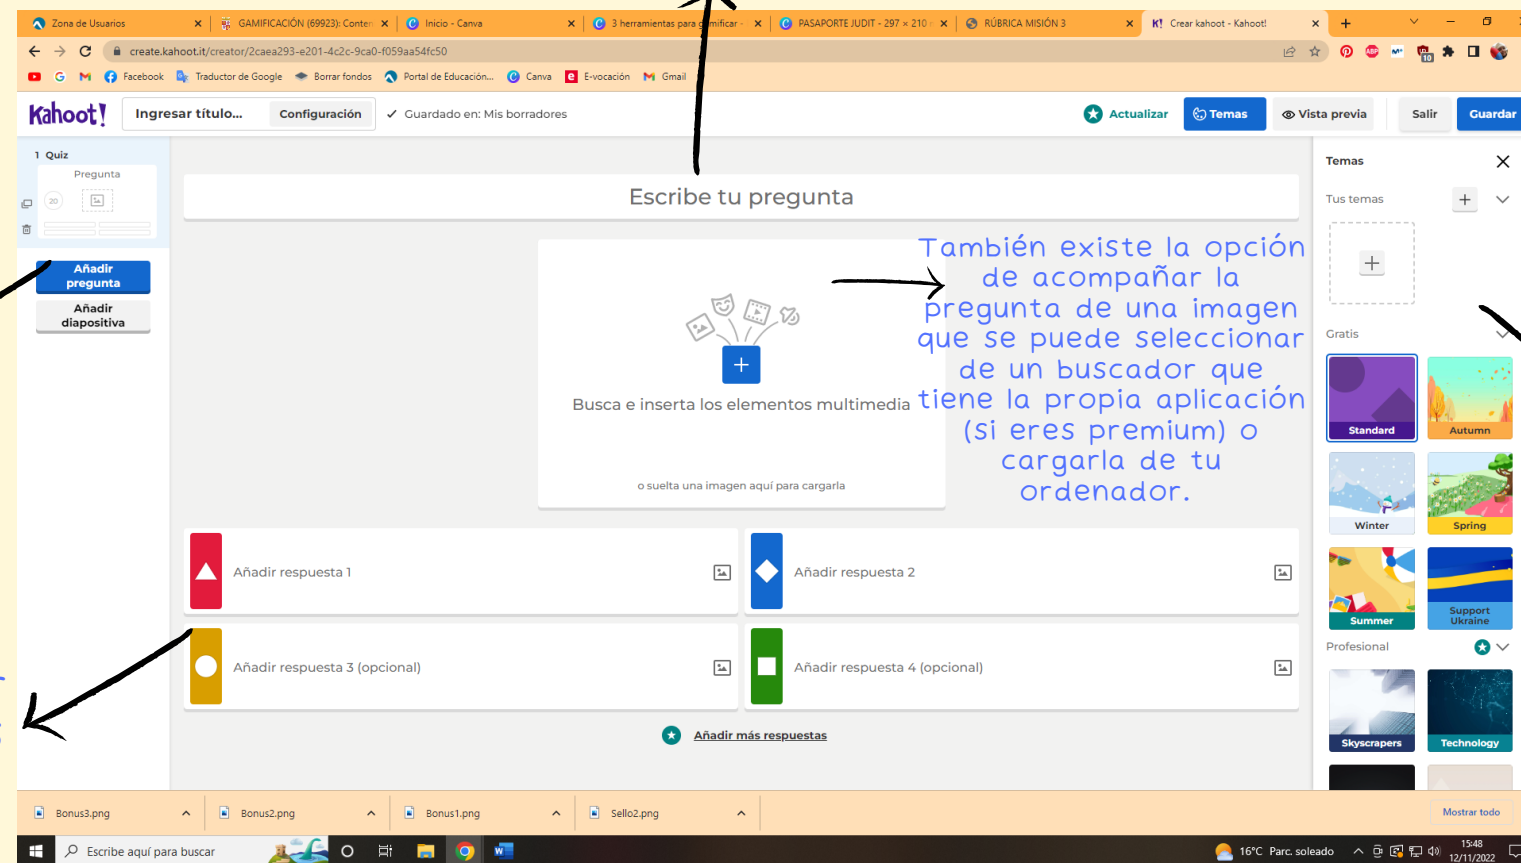 Zona de Usuarios
GAMIFICACIÓN (69923): Conten
Inicio - Canva
3 herramientas para gamificar -
PASAPORTE JUDIT - 297 × 210
RÚBRICA MISIÓN 3
K! Crear kahoot - Kahoot!
create.kahoot.it/creator/2caea293-e201-4c2c-9ca0-f059aa54fc50
Facebook
Traductor de Google
Borrar fondos
Portal de Educación...
Canva
E-vocación
Gmail
Kahoot!
Ingresar título...
Configuración
Guardado en: Mis borradores
Actualizar
Temas
Vista previa
Salir
Guardar
1 Quiz
Pregunta
20
Añadir
pregunta
Añadir
diapositiva
Escribe tu pregunta
Busca e inserta los elementos multimedia
o suelta una imagen aquí para cargarla
También existe la opción
de acompañar la
pregunta de una imagen
que se puede seleccionar
de un buscador que
tiene la propia aplicación
(si eres premium) o
cargarla de tu
ordenador.
Añadir respuesta 1
Añadir respuesta 2
Añadir respuesta 3 (opcional)
Añadir respuesta 4 (opcional)
Añadir más respuestas
Temas
Tus temas
Gratis
Standard
Autumn
Winter
Spring
Summer
Support
Ukraine
Profesional
Skyscrapers
Technology
Bonus3.png
Bonus2.png
Bonus1.png
Sello2.png
Mostrar todo
Escribe aquí para buscar
16°C Parc. soleado
15:48
12/11/2022